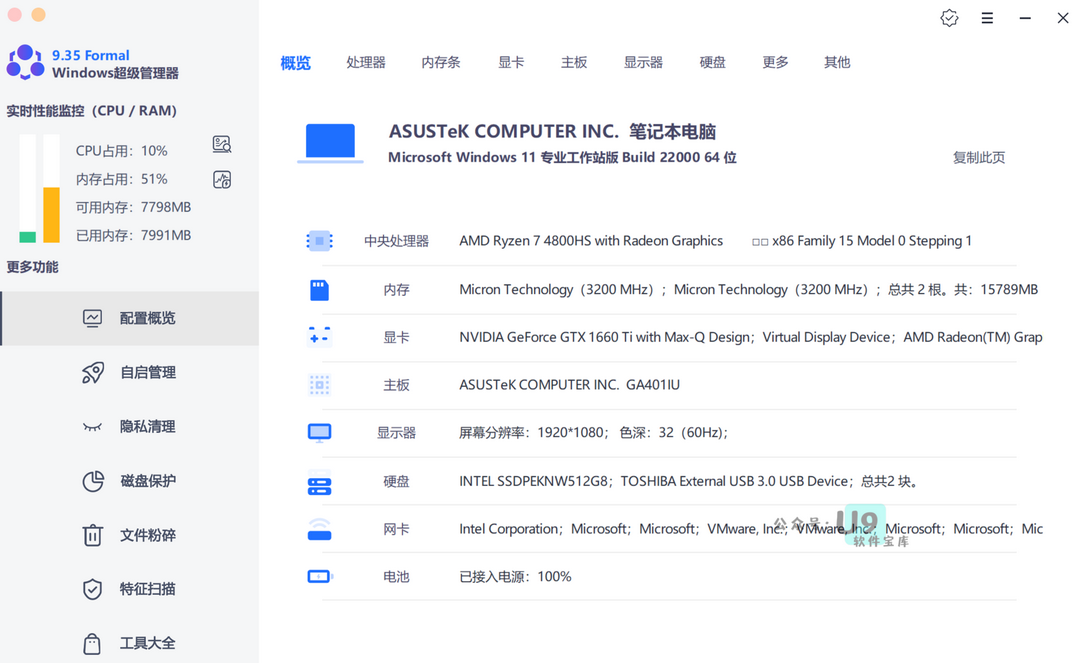 9.35 Formal
Windows超级管理器
实时性能监控（CPU / RAM）
CPU占用：10%
内存占用：51%
可用内存：7798MB
已用内存：7991MB
更多功能
配置概览
自启管理
隐私清理
磁盘保护
文件粉碎
特征扫描
工具大全
概览 处理器 内存条 显卡 主板 显示器 硬盘 更多 其他
ASUSTeK COMPUTER INC. 笔记本电脑
Microsoft Windows 11 专业工作站版 Build 22000 64 位
复制此页
中央处理器 AMD Ryzen 7 4800HS with Radeon Graphics □□ x86 Family 15 Model 0 Stepping 1
内存 Micron Technology（3200 MHz）；Micron Technology（3200 MHz）；总共 2 根。共：15789MB
显卡 NVIDIA GeForce GTX 1660 Ti with Max-Q Design；Virtual Display Device；AMD Radeon(TM) Grap
主板 ASUSTeK COMPUTER INC. GA401IU
显示器 屏幕分辨率：1920*1080； 色深：32（60Hz）;
硬盘 INTEL SSDPEKNW512G8；TOSHIBA External USB 3.0 USB Device；总共2 块。
网卡 Intel Corporation；Microsoft；Microsoft；VMware, Inc.；VMware, Inc.；Microsoft；Microsoft；Mic
公众号：U9
软件宝库
电池 已接入电源：100%